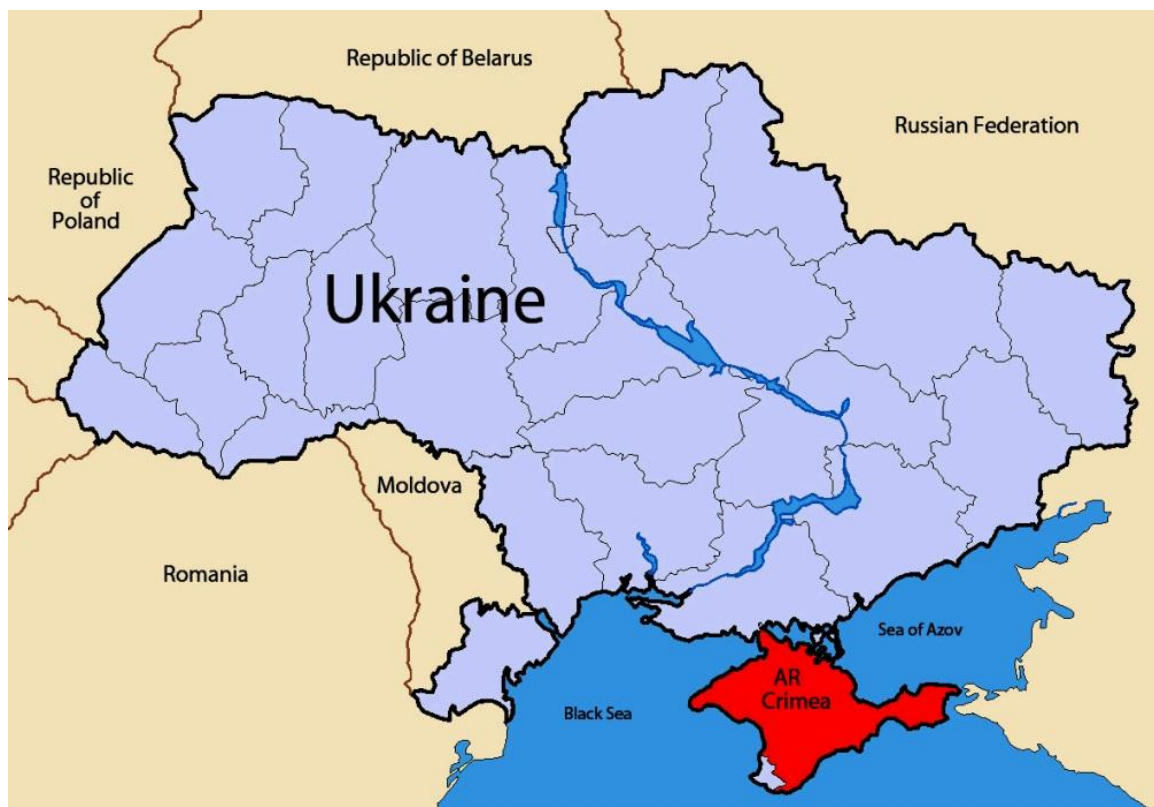 Republic of Belarus
Russian Federation
Republic
of
Poland
Ukraine
Moldova
Romania
Sea of Azov
AR
Crimea
Black Sea